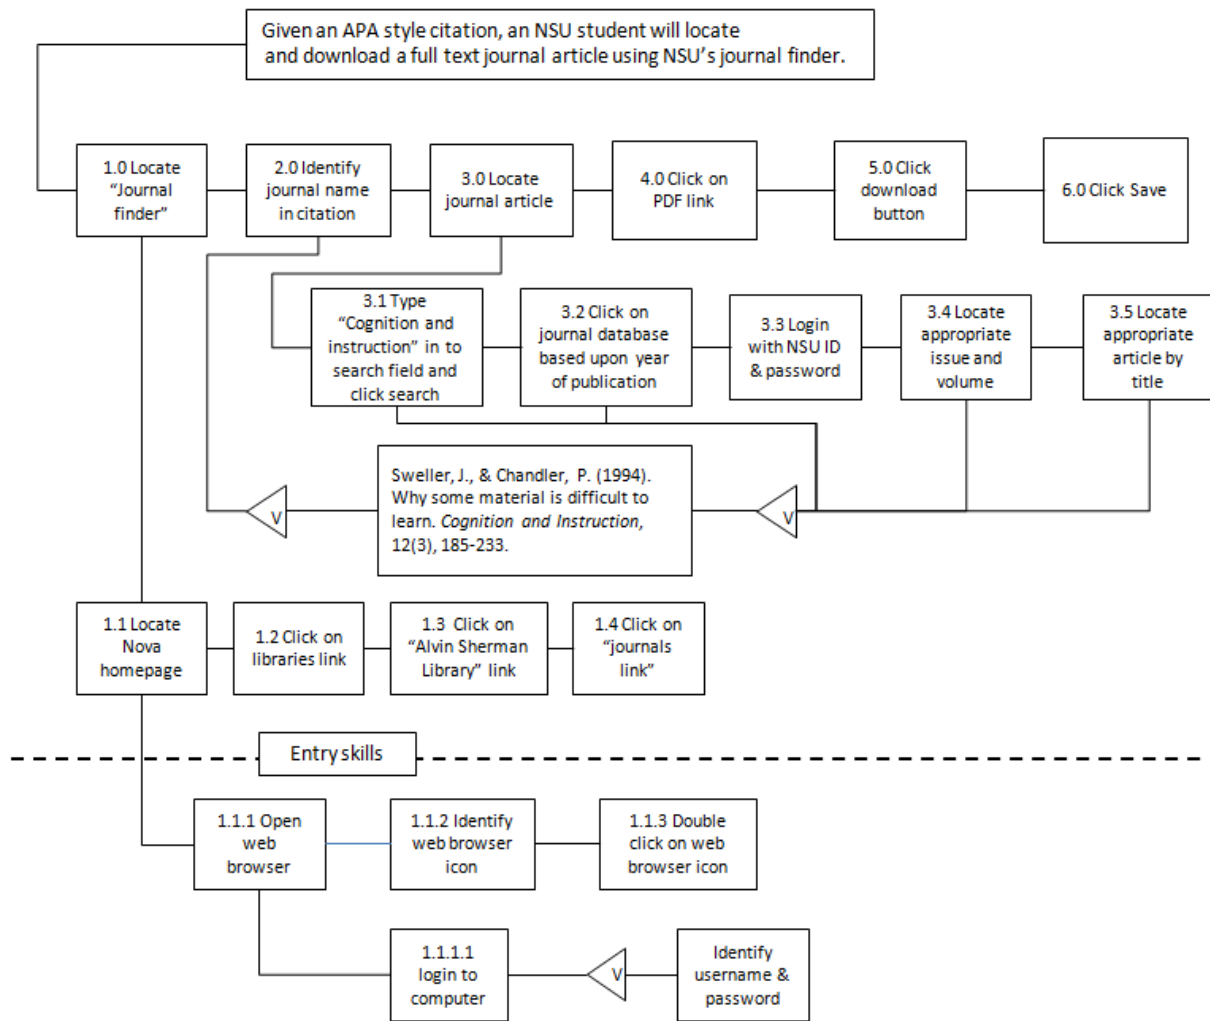 Given an APA style citation, an NSU student will locate
and download a full text journal article using NSU's journal finder.
1.0 Locate
“Journal
finder”
2.0 Identify
journal name
in citation
3.0 Locate
journal article
4.0 Click on
PDF link
5.0 Click
download
button
6.0 Click Save
3.1 Type
“Cognition and
instruction” in to
search field and
click search
3.2 Click on
journal database
based upon year
of publication
3.3 Login
with NSU ID
& password
3.4 Locate
appropriate
issue and
volume
3.5 Locate
appropriate
article by
title
Sweller, J., & Chandler, P. (1994).
Why some material is difficult to
learn. Cognition and Instruction,
12(3), 185-233.
V
V
1.1 Locate
Nova
homepage
1.2 Click on
libraries link
1.3 Click on
“Alvin Sherman
Library” link
1.4 Click on
“journals
link”
Entry skills
1.1.1 Open
web
browser
1.1.2 Identify
web browser
icon
1.1.3 Double
click on web
browser icon
1.1.1.1
login to
computer
V
Identify
username &
password